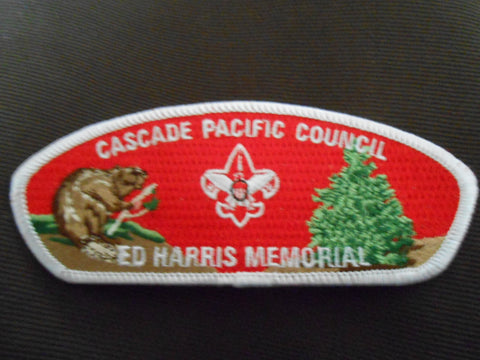 CASCADE PACIFIC COUNCIL
ED HARRIS MEMORIAL